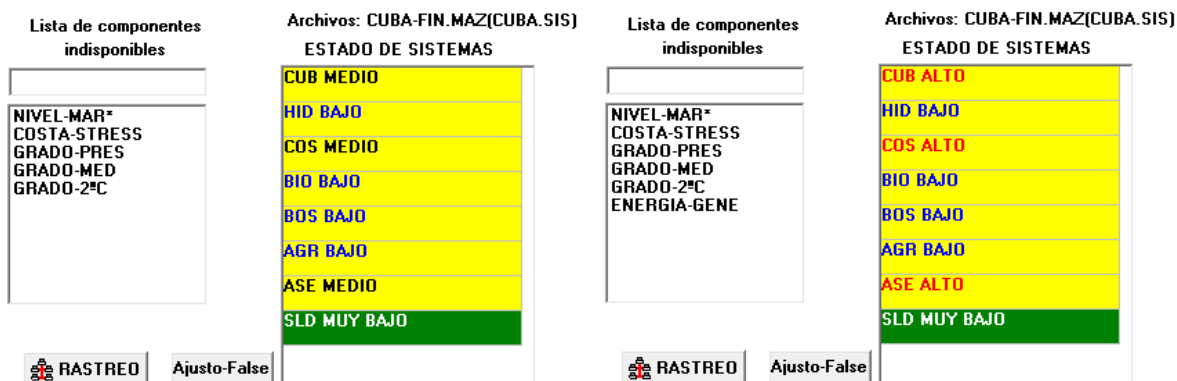 Lista de componentes
indisponibles
NIVEL-MAR*
COSTA-STRESS
GRADO-PRES
GRADO-MED
GRADO-2ªC
RASTREO
Archivos: CUBA-FIN.MAZ(CUBA.SIS)
ESTADO DE SISTEMAS
CUB MEDIO
HID BAJO
COS MEDIO
BIO BAJO
BOS BAJO
AGR BAJO
ASE MEDIO
SLD MUY BAJO
Ajusto-False
Lista de componentes
indisponibles
NIVEL-MAR*
COSTA-STRESS
GRADO-PRES
GRADO-MED
GRADO-2ªC
ENERGIA-GENE
RASTREO
Archivos: CUBA-FIN.MAZ(CUBA.SIS)
ESTADO DE SISTEMAS
CUB ALTO
HID BAJO
COS ALTO
BIO BAJO
BOS BAJO
AGR BAJO
ASE ALTO
SLD MUY BAJO
Ajusto-False